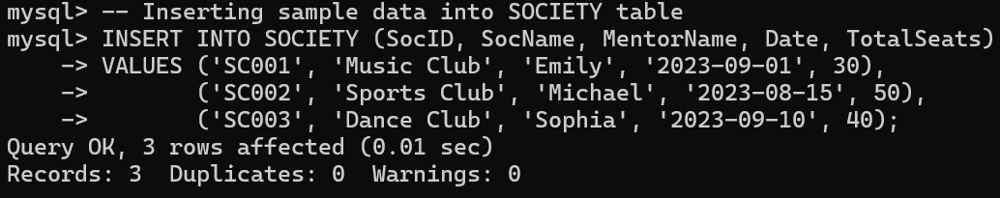 mysql> -- Inserting sample data into SOCIETY table
mysql> INSERT INTO SOCIETY (SocID, SocName, MentorName, Date, TotalSeats)
    -> VALUES ('SC001', 'Music Club', 'Emily', '2023-09-01', 30),
    ->        ('SC002', 'Sports Club', 'Michael', '2023-08-15', 50),
    ->        ('SC003', 'Dance Club', 'Sophia', '2023-09-10', 40);
Query OK, 3 rows affected (0.01 sec)
Records: 3  Duplicates: 0  Warnings: 0